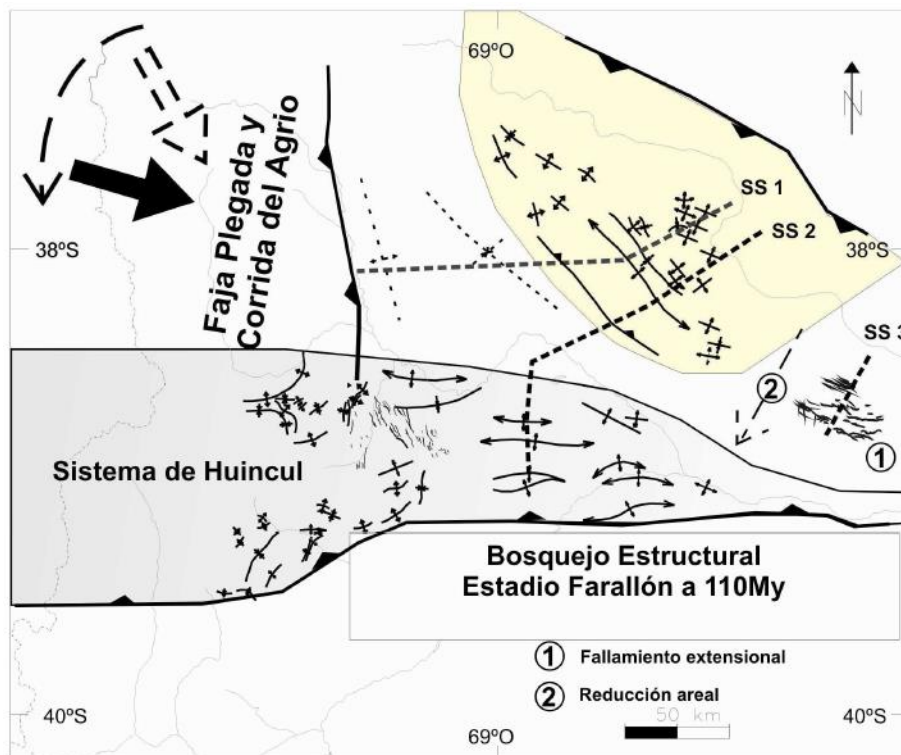 69ºO
N
Faja Plegada y
Corrida del Agrio
SS 1
SS 2
38ºS
38ºS
SS 3
2
1
Sistema de Huincul
Bosquejo Estructural
Estadio Farallón a 110My
1 Fallamiento extensional
2 Reducción areal
50 km
40ºS
69ºO
40ºS